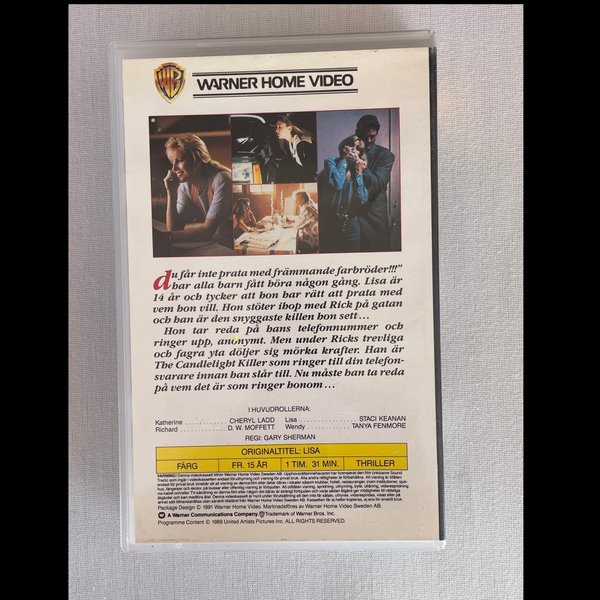 WB
WARNER HOME VIDEO
du får inte prata med främmande farbröder!!!"
har alla barn fått höra någon gång. Lisa är
14 år och tycker att hon har rätt att prata med
vem hon vill. Hon stöter ihop med Rick på gatan
och han är den snyggaste killen hon sett...
Hon tar reda på hans telefonnummer och
ringer upp, anonymt. Men under Ricks trevliga
och fagra yta döljer sig mörka krafter. Han är
The Candlelight Killer som ringer till din telefon-
svarare innan han slår till. Nu måste han ta reda
på vem det är som ringer honom...
I HUVUDROLLERNA:
Katherine .......... CHERYL LADD Lisa .......... STACI KEANAN
Richard .......... D. W. MOFFETT Wendy .......... TANYA FENMORE
REGI: GARY SHERMAN
ORIGINALTITEL: LISA
FÄRG FR. 15 ÅR 1 TIM. 31 MIN. THRILLER
Package Design © 1991 Warner Home Video. Marknadsföres av Warner Home Video Sweden AB.
A Warner Communications Company. Trademark of Warner Bros. Inc.
Programme Content © 1989 United Artists Pictures Inc. ALL RIGHTS RESERVED.